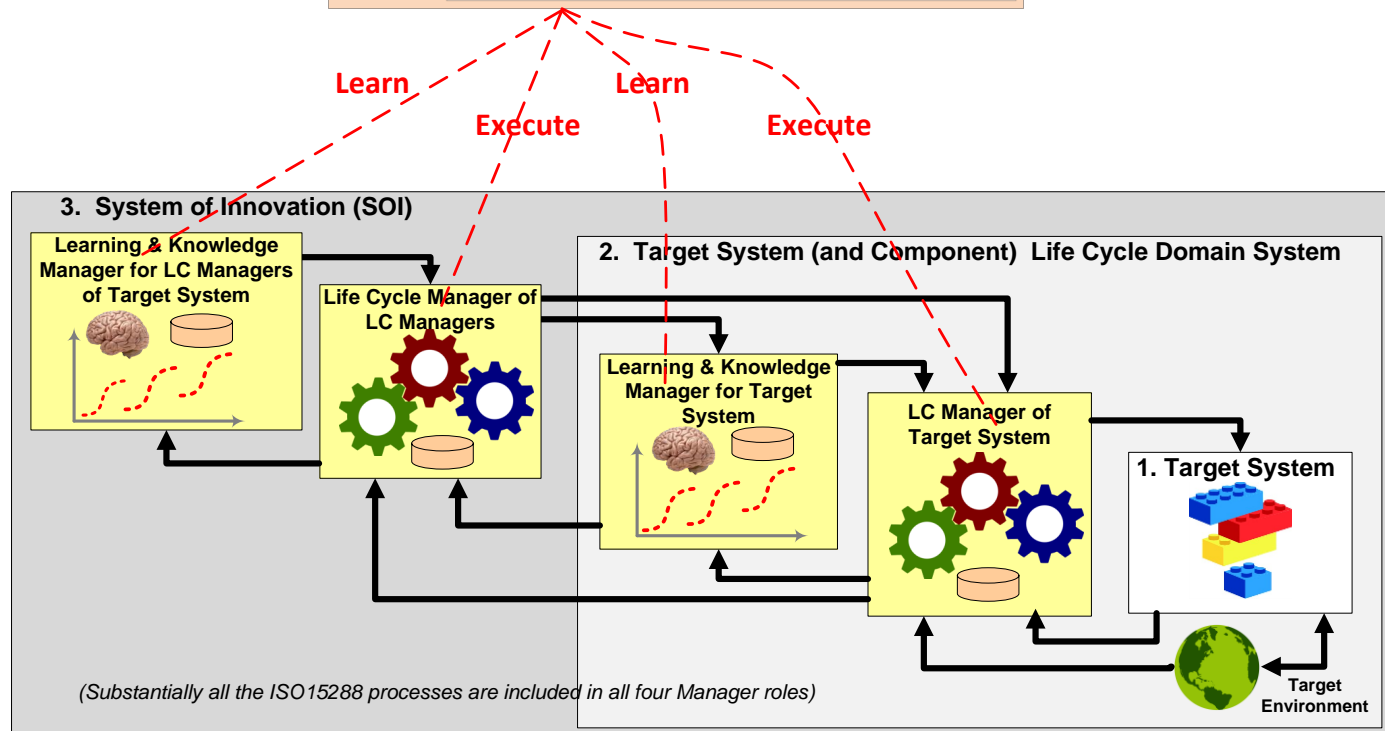 Learn
Learn
Execute
Execute
3. System of Innovation (SOI)
Learning & Knowledge
Manager for LC Managers
of Target System
2. Target System (and Component) Life Cycle Domain System
Life Cycle Manager of
LC Managers
Learning & Knowledge
Manager for Target
System
LC Manager of
Target System
1. Target System
(Substantially all the ISO15288 processes are included in all four Manager roles)
Target
Environment